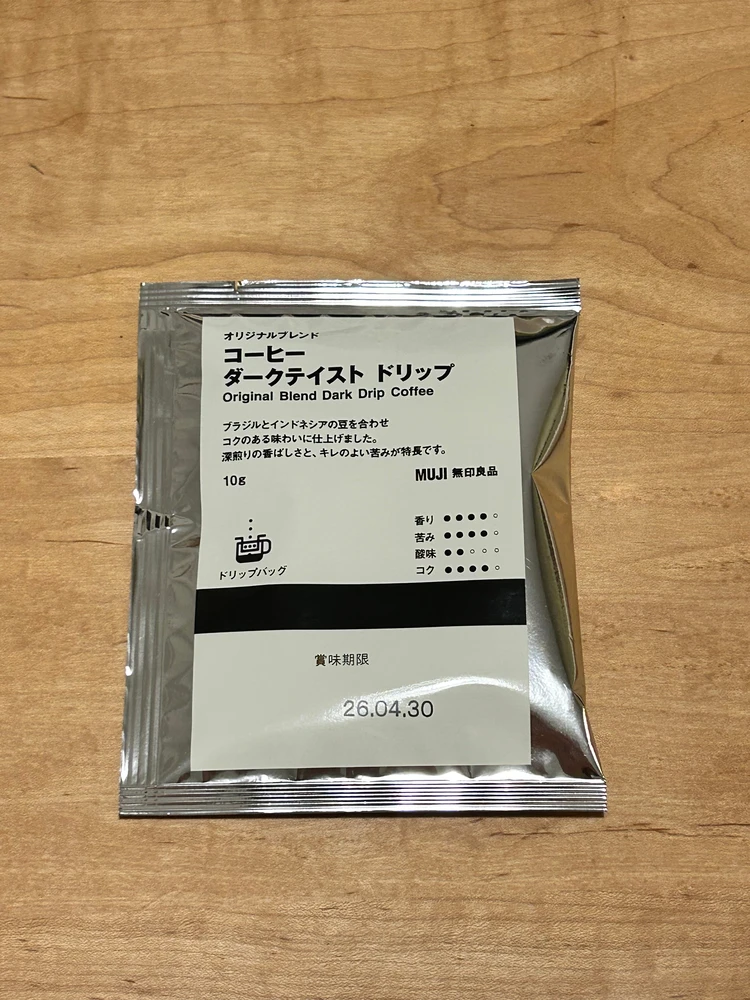 オリジナルブレンド
コーヒー
ダークテイスト ドリップ
Original Blend Dark Drip Coffee
ブラジルとインドネシアの豆を合わせ
コクのある味わいに仕上げました。
深煎りの香ばしさと、キレのよい苦みが特長です。
10g
MUJI 無印良品
香り ●●●●○
苦み ●●●●○
酸味 ●●○○○
コク ●●●●○
ドリップバッグ
賞味期限
26.04.30